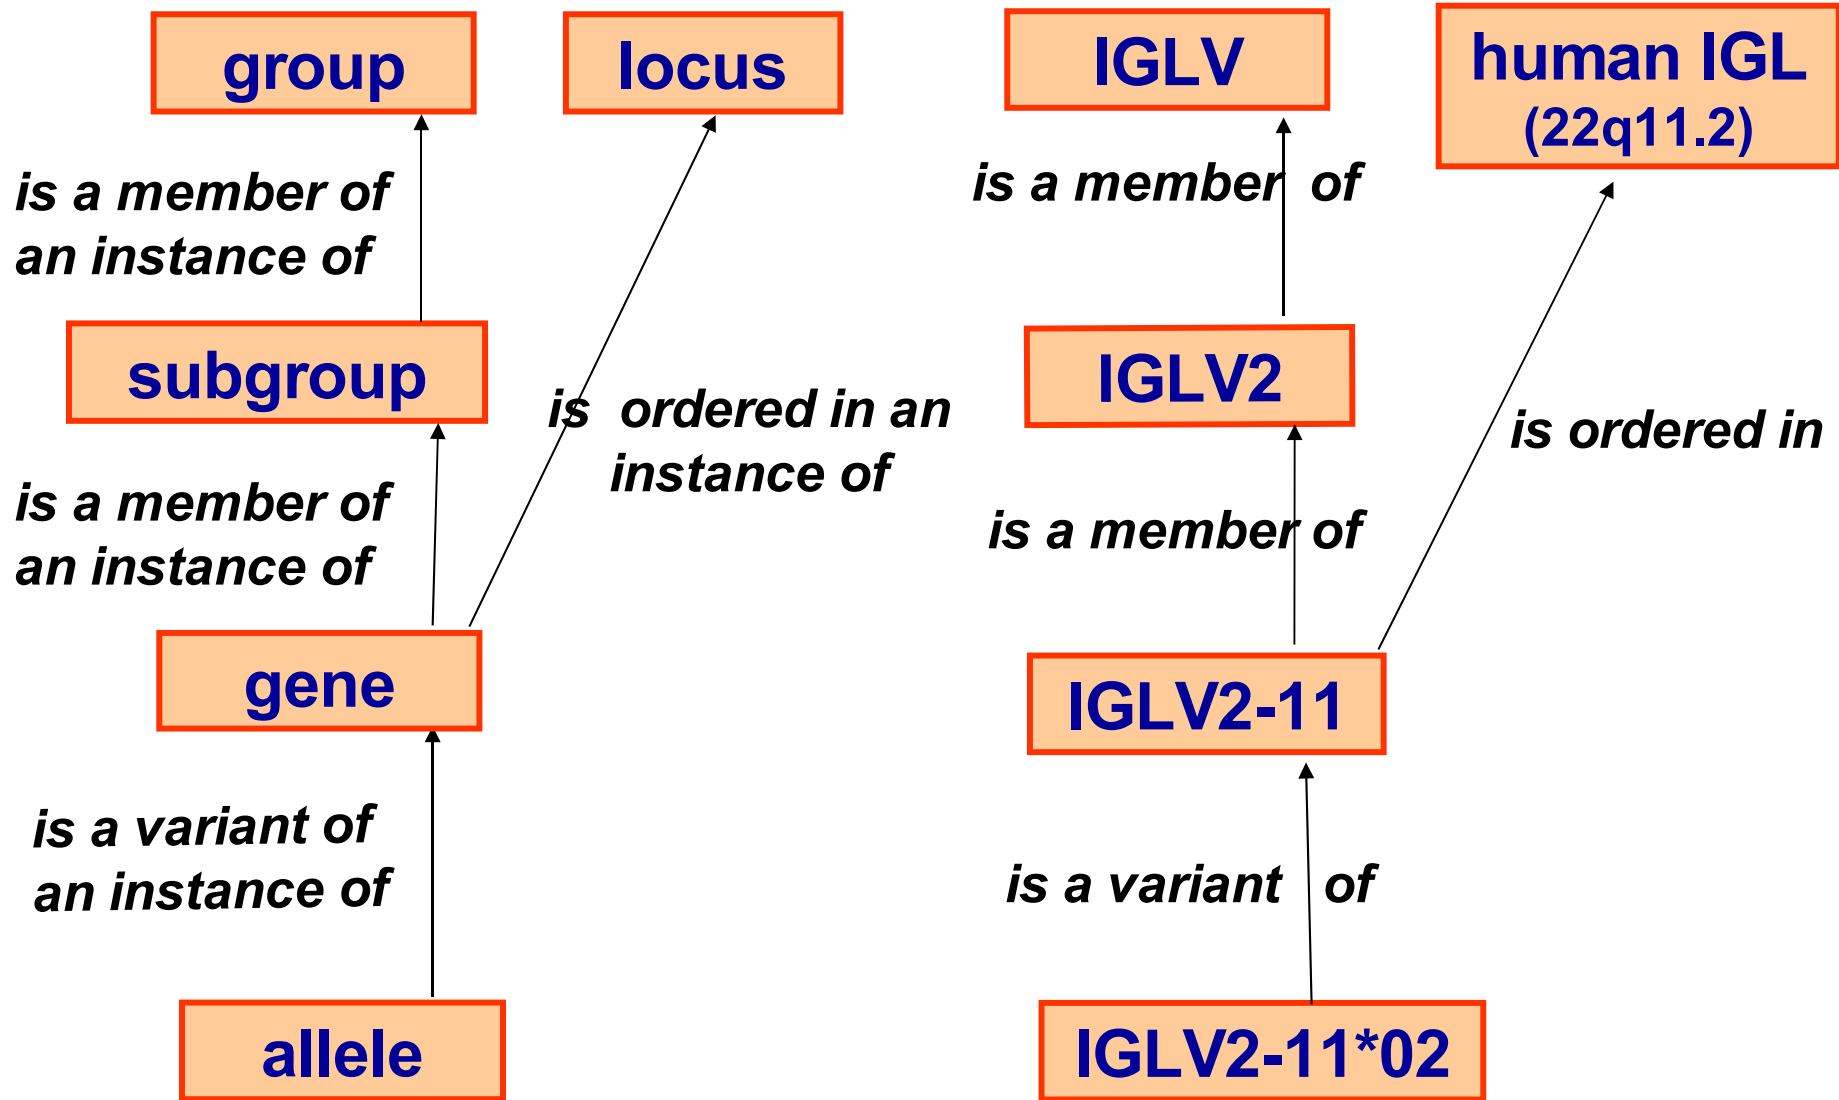 group
locus
IGLV
human IGL
(22q11.2)
is a member of
an instance of
is a member of
subgroup
IGLV2
is ordered in an
instance of
is ordered in
is a member of
an instance of
is a member of
gene
IGLV2-11
is a variant of
an instance of
is a variant of
allele
IGLV2-11*02